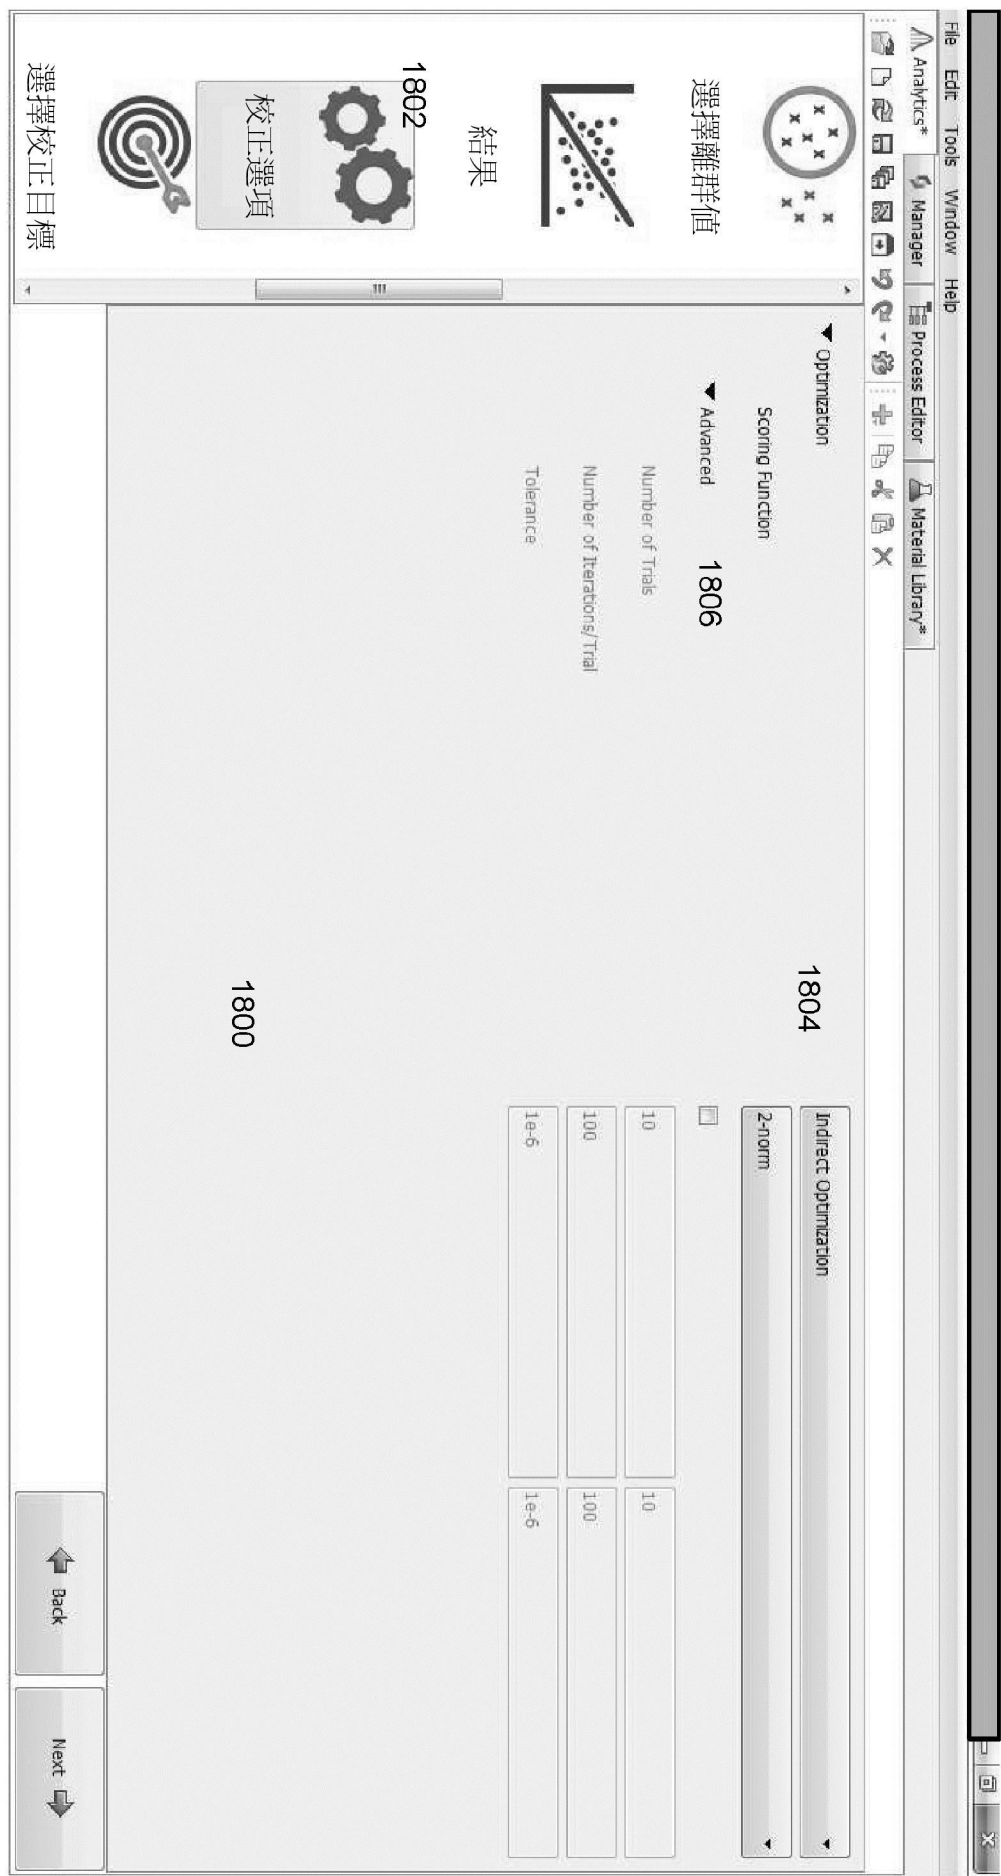 File Edit Tools Window Help
Analytics* Manager Process Editor Material Library*
選擇離群值
結果
1802
校正選項
選擇校正目標
Optimization
1804
Indirect Optimization
Scoring Function
2-norm
Advanced
1806
Number of Trials
10
10
Number of Iterations/Trial
100
100
Tolerance
1e-6
1e-6
1800
Back
Next